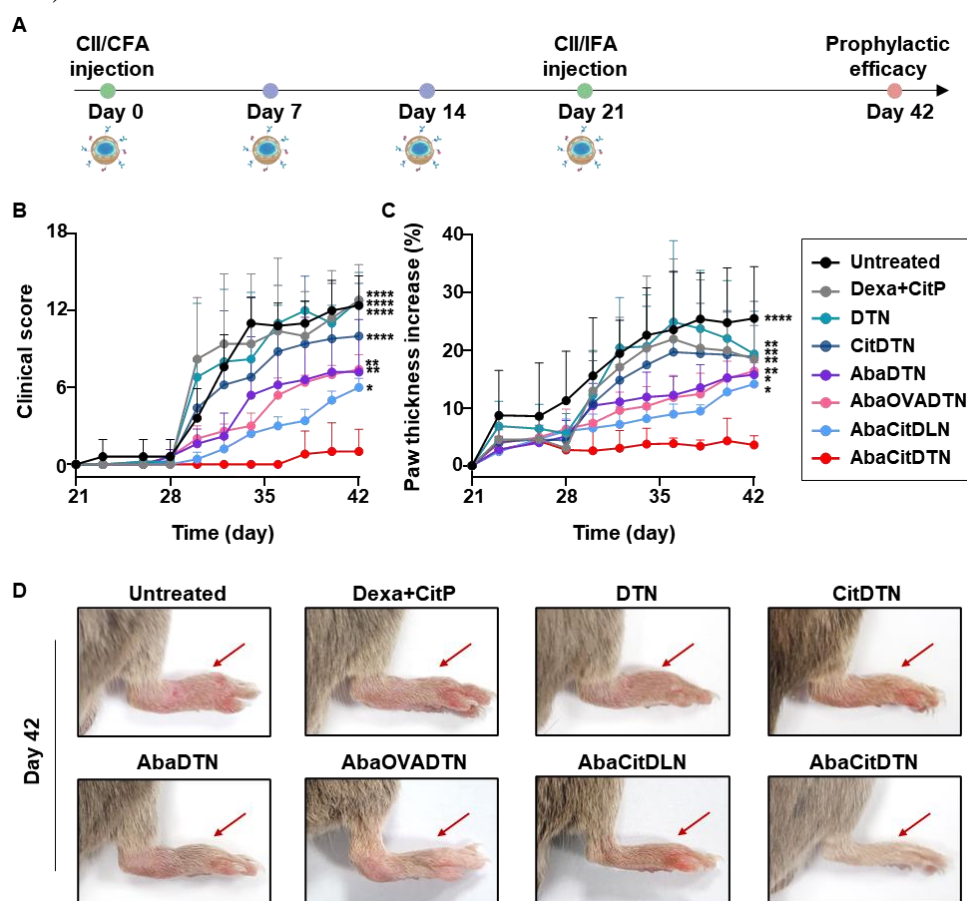 A
CII/CFA
injection
CII/IFA
injection
Prophylactic
efficacy
Day 0
Day 7
Day 14
Day 21
Day 42
B
18
12
6
0
Clinical score
21
28
35
42
Time (day)
****
****
****
****
**
**
*
C
40
30
20
10
0
Paw thickness increase (%)
21
28
35
42
Time (day)
****
**
**
**
**
*
*
Untreated
Dexa+CitP
DTN
CitDTN
AbaDTN
AbaOVADTN
AbaCitDLN
AbaCitDTN
D
Day 42
Untreated
Dexa+CitP
DTN
CitDTN
AbaDTN
AbaOVADTN
AbaCitDLN
AbaCitDTN